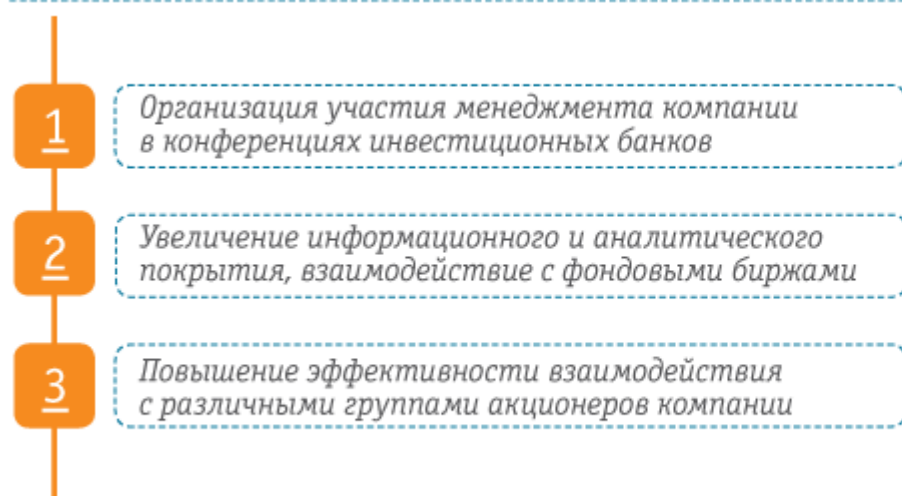 1
Организация участия менеджмента компании
в конференциях инвестиционных банков
2
Увеличение информационного и аналитического
покрытия, взаимодействие с фондовыми биржами
3
Повышение эффективности взаимодействия
с различными группами акционеров компании